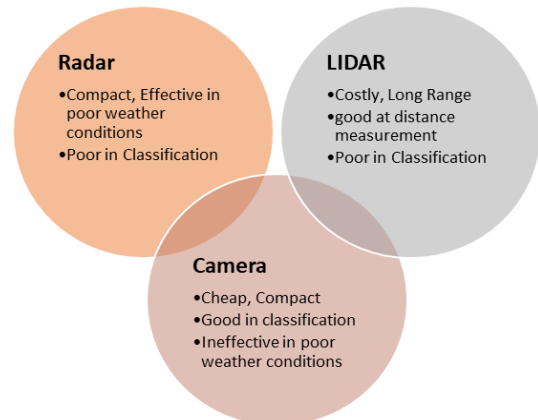 Radar
•Compact, Effective in
poor weather
conditions
•Poor in Classification
LIDAR
•Costly, Long Range
•good at distance
measurement
•Poor in Classification
Camera
•Cheap, Compact
•Good in classification
•Ineffective in poor
weather conditions